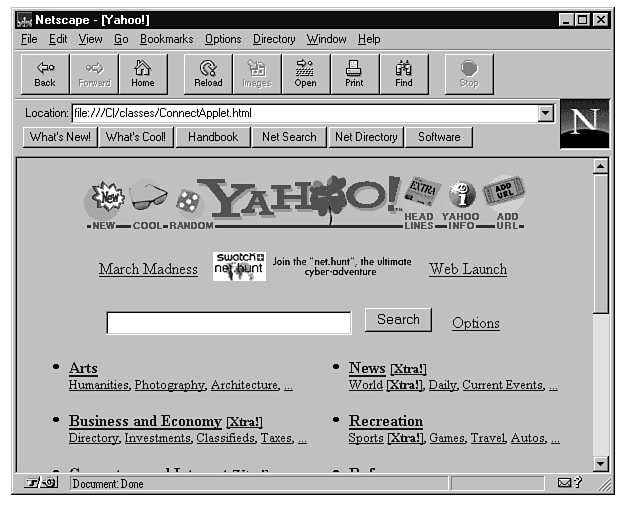 Netscape - [Yahoo!]
File Edit View Go Bookmarks Options Directory Window Help
Back Forward Home Reload Images Open Print Find Stop
Location: file:///C|/classes/ConnectApplet.html
What's New! What's Cool! Handbook Net Search Net Directory Software
N
New EXTRA i ADD URL
YAHOO!
NEW COOL RANDOM HEAD LINES YAHOO INFO ADD URL
March Madness swatch net.hunt Join the "net.hunt", the ultimate cyber-adventure Web Launch
Search Options
Arts News [Xtra!]
Humanities, Photography, Architecture, ... World [Xtra!], Daily, Current Events, ...
Business and Economy [Xtra!] Recreation
Directory, Investments, Classifieds, Taxes, ... Sports [Xtra!], Games, Travel, Autos, ...
Document: Done